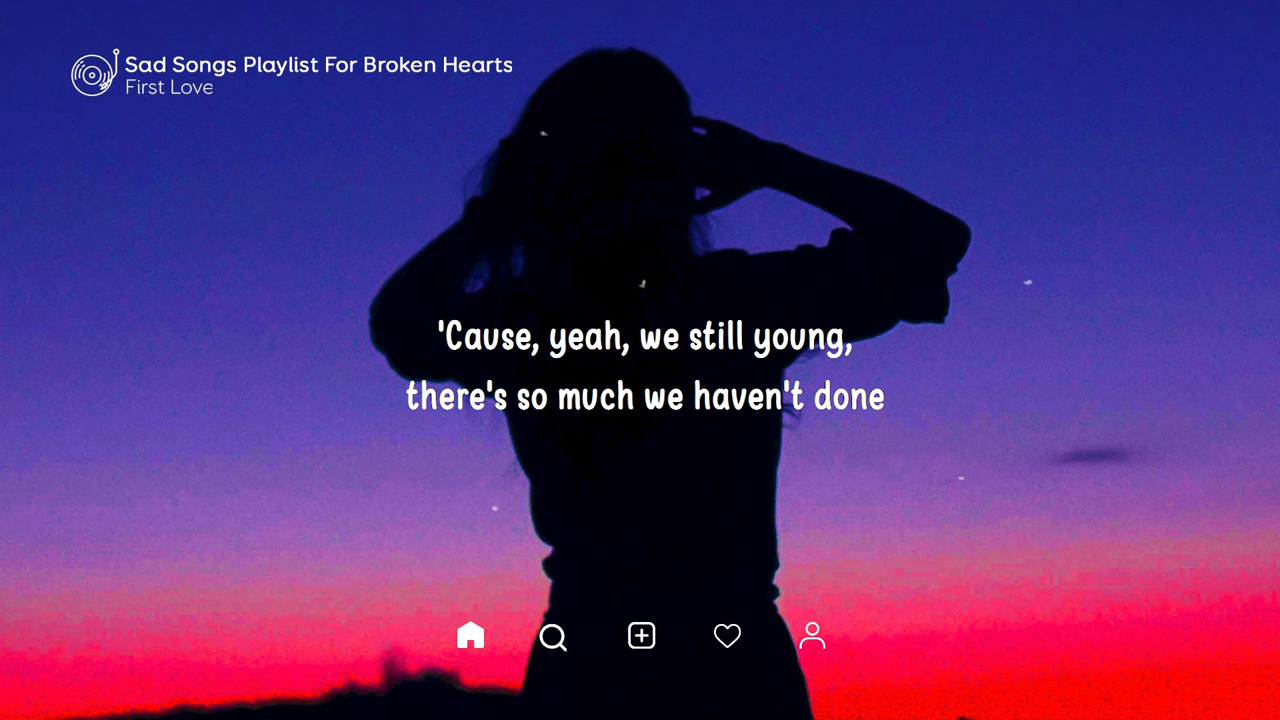 Sad Songs Playlist For Broken Hearts
First Love
'Cause, yeah, we still young,
there's so much we haven't done